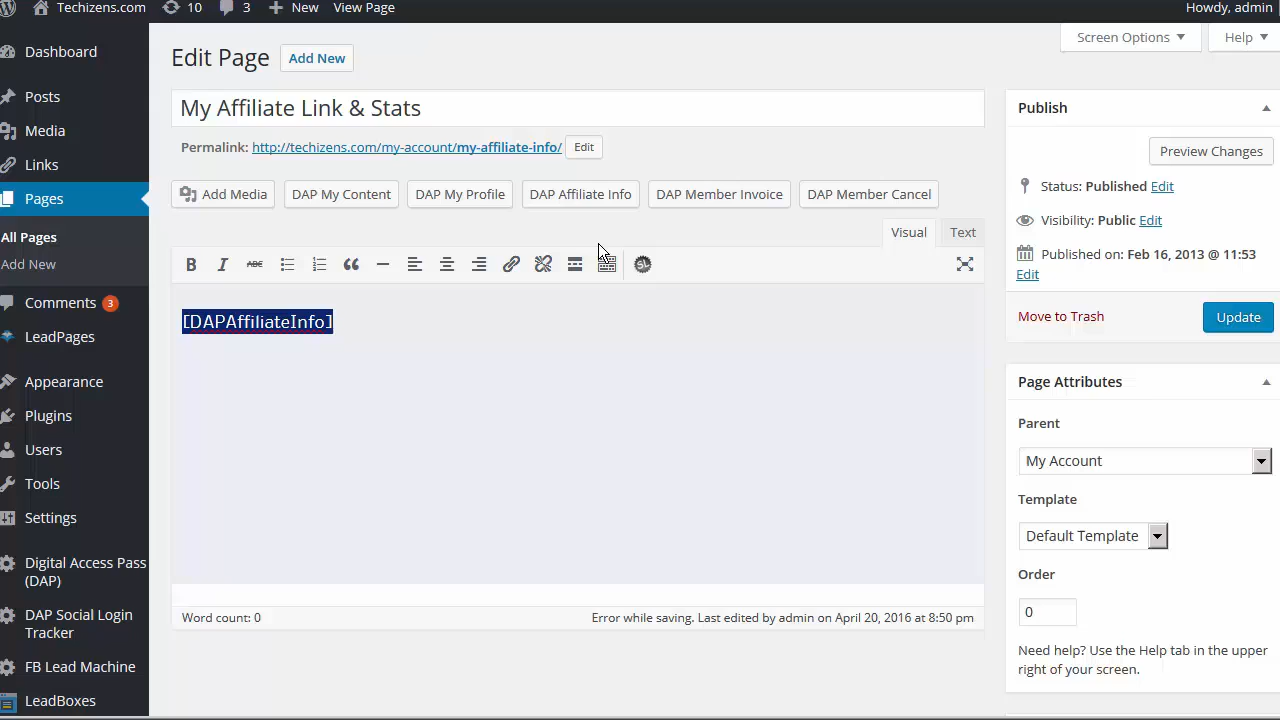 Techizens.com 10 3 New View Page Howdy, admin
Screen Options Help
Dashboard
Posts
Media
Links
Pages
All Pages
Add New
Comments 3
LeadPages
Appearance
Plugins
Users
Tools
Settings
Digital Access Pass
(DAP)
DAP Social Login
Tracker
FB Lead Machine
LeadBoxes
Edit Page Add New
My Affiliate Link & Stats
Permalink: http://techizens.com/my-account/my-affiliate-info/ Edit
Add Media DAP My Content DAP My Profile DAP Affiliate Info DAP Member Invoice DAP Member Cancel
Visual Text
B I ABC
[DAPAffiliateInfo]
Word count: 0 Error while saving. Last edited by admin on April 20, 2016 at 8:50 pm
Publish
Preview Changes
Status: Published Edit
Visibility: Public Edit
Published on: Feb 16, 2013 @ 11:53
Edit
Move to Trash Update
Page Attributes
Parent
My Account
Template
Default Template
Order
0
Need help? Use the Help tab in the upper
right of your screen.